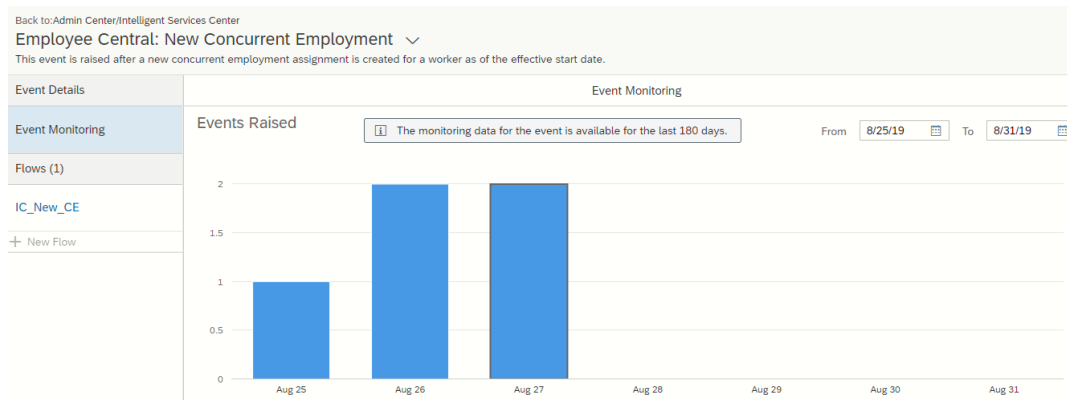 Back to:Admin Center/Intelligent Services Center
Employee Central: New Concurrent Employment
This event is raised after a new concurrent employment assignment is created for a worker as of the effective start date.
Event Details
Event Monitoring
Event Monitoring
Events Raised
i The monitoring data for the event is available for the last 180 days.
From 8/25/19 To 8/31/19
Flows (1)
IC_New_CE
+ New Flow
2
1.5
1
0.5
0
Aug 25 Aug 26 Aug 27 Aug 28 Aug 29 Aug 30 Aug 31